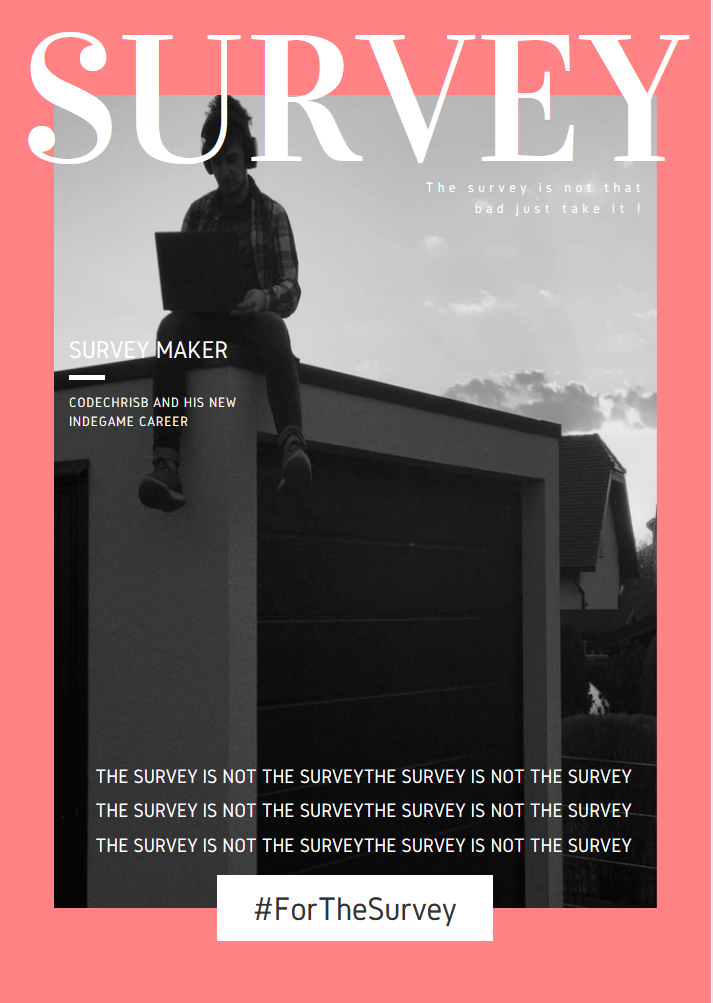 SURVEY
The survey is not that
bad just take it !
SURVEY MAKER
CODECHRISB AND HIS NEW
INDEGAME CAREER
THE SURVEY IS NOT THE SURVEYTHE SURVEY IS NOT THE SURVEY
THE SURVEY IS NOT THE SURVEYTHE SURVEY IS NOT THE SURVEY
THE SURVEY IS NOT THE SURVEYTHE SURVEY IS NOT THE SURVEY
#ForTheSurvey